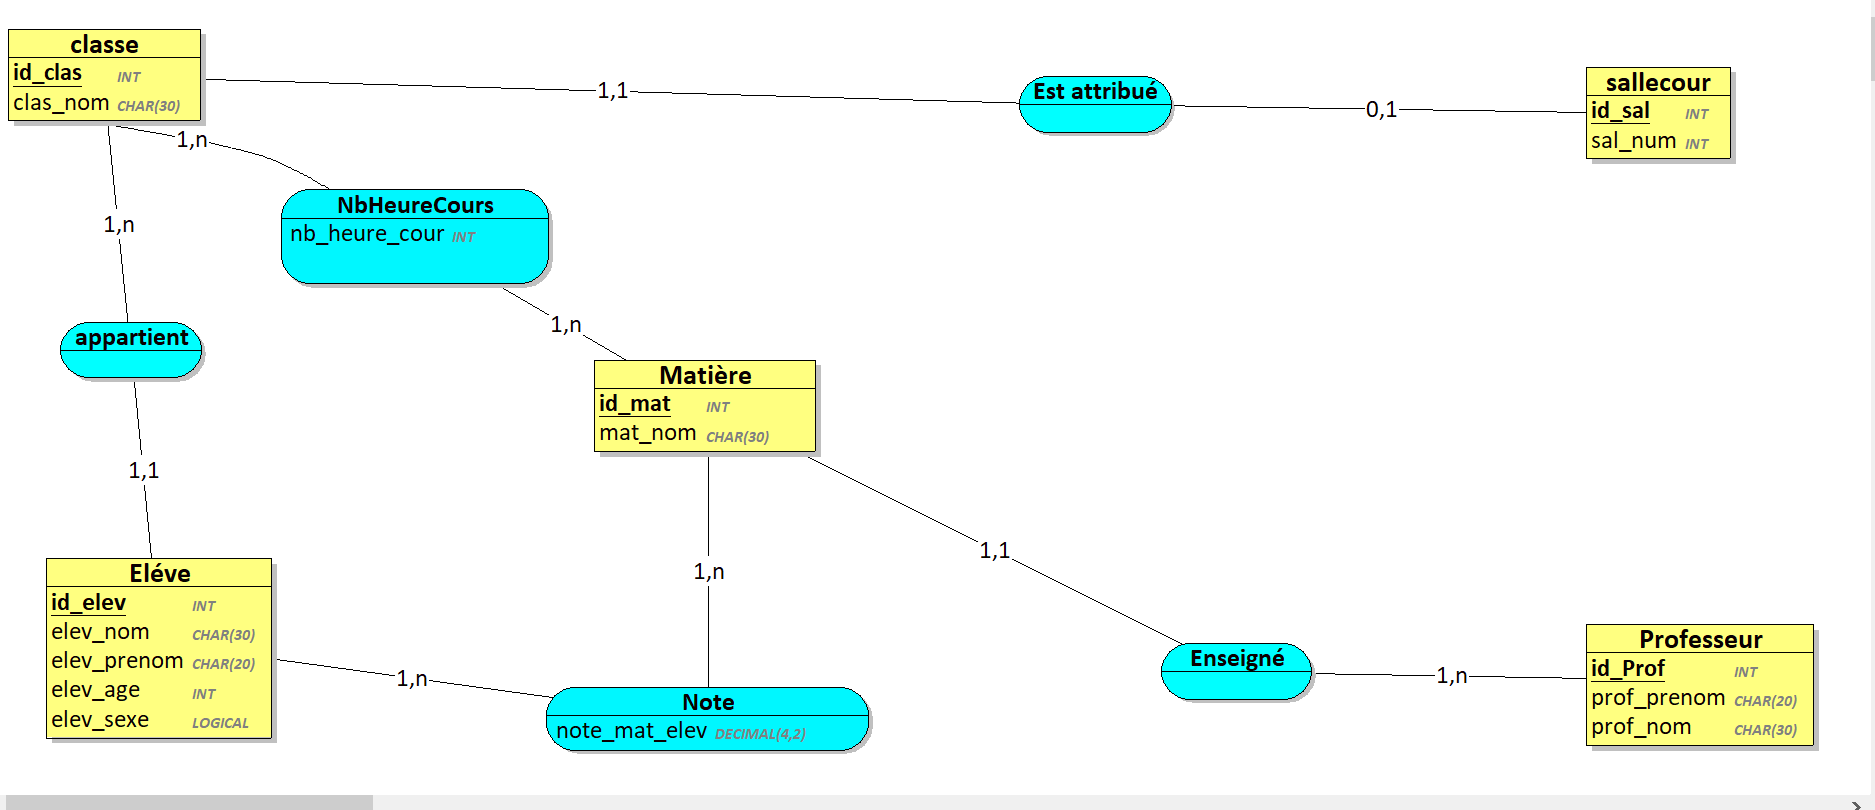 classe
id_clas INT
clas_nom CHAR(30)
1,1
Est attribué
0,1
sallecour
id_sal INT
sal_num INT
1,n
NbHeureCours
nb_heure_cour INT
1,n
appartient
1,1
1,n
Matière
id_mat INT
mat_nom CHAR(30)
1,n
1,1
Eléve
id_elev INT
elev_nom CHAR(30)
elev_prenom CHAR(20)
elev_age INT
elev_sexe LOGICAL
1,n
Note
note_mat_elev DECIMAL(4,2)
Enseigné
1,n
Professeur
id_Prof INT
prof_prenom CHAR(20)
prof_nom CHAR(30)